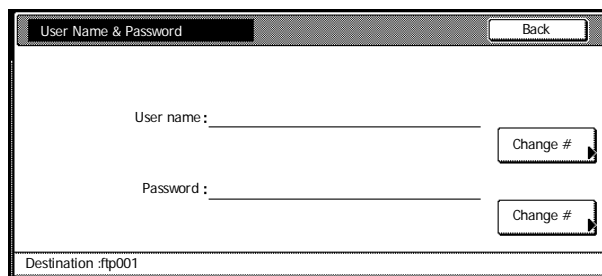 User Name & Password
Back
User name:
Change #
Password :
Change #
Destination :ftp001